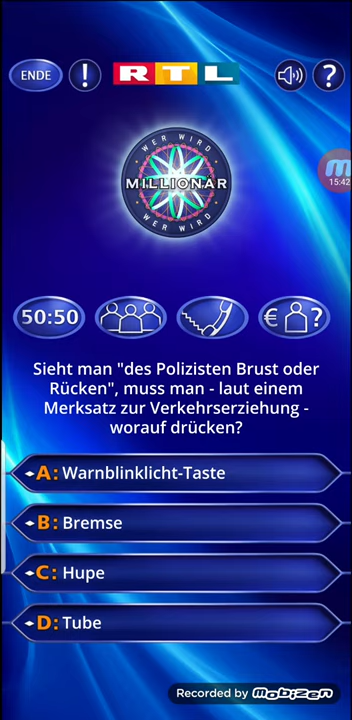 ENDE ! RTL ?
WER WIRD
MILLIONÄR
WER WIRD
15:42
50:50 € ?
Sieht man "des Polizisten Brust oder
Rücken", muss man - laut einem
Merksatz zur Verkehrserziehung -
worauf drücken?
A: Warnblinklicht-Taste
B: Bremse
C: Hupe
D: Tube
Recorded by Mobizen